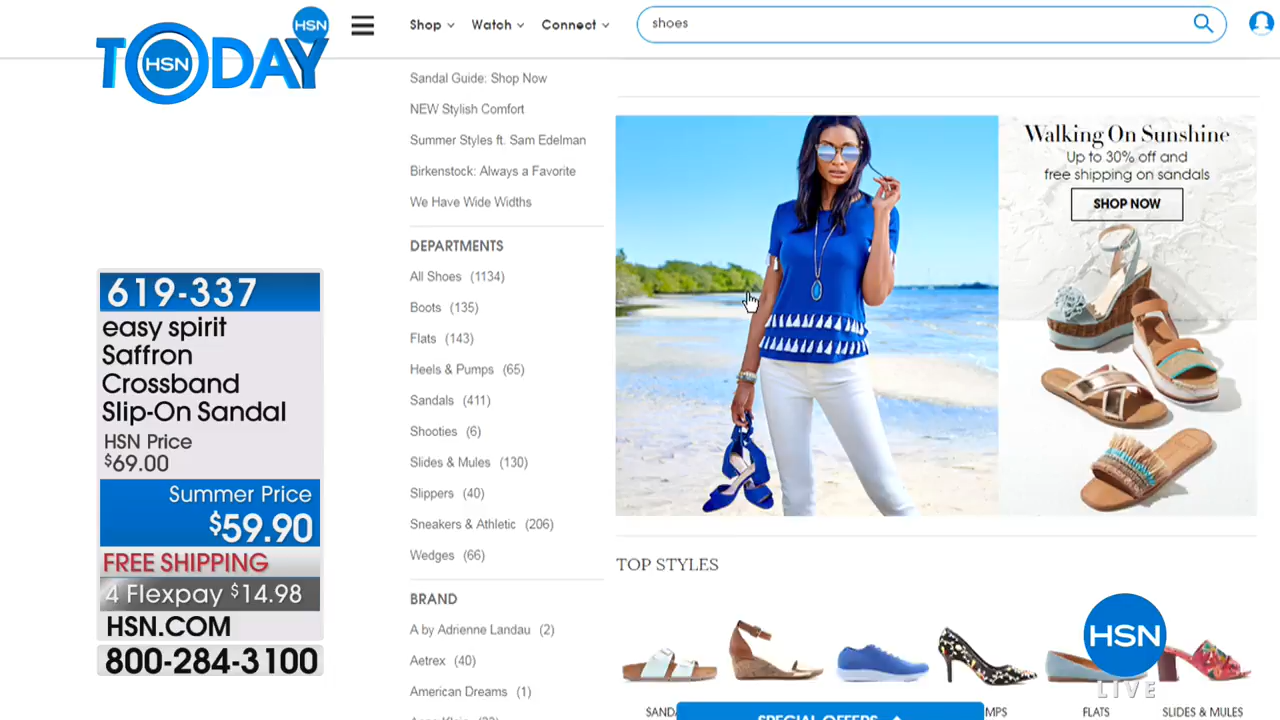 HSN
TODAY
HSN
Shop
Watch
Connect
shoes
619-337
easy spirit
Saffron
Crossband
Slip-On Sandal
HSN Price
$69.00
Summer Price
$59.90
FREE SHIPPING
4 Flexpay $14.98
HSN.COM
800-284-3100
Sandal Guide: Shop Now
NEW Stylish Comfort
Summer Styles ft. Sam Edelman
Birkenstock: Always a Favorite
We Have Wide Widths
DEPARTMENTS
All Shoes (1134)
Boots (135)
Flats (143)
Heels & Pumps (65)
Sandals (411)
Shooties (6)
Slides & Mules (130)
Slippers (40)
Sneakers & Athletic (206)
Wedges (66)
BRAND
A by Adrienne Landau (2)
Aetrex (40)
American Dreams (1)
Walking On Sunshine
Up to 30% off and
free shipping on sandals
SHOP NOW
TOP STYLES
FLATS
SLIDES & MULES
SPECIAL OFFERS
HSN
LIVE